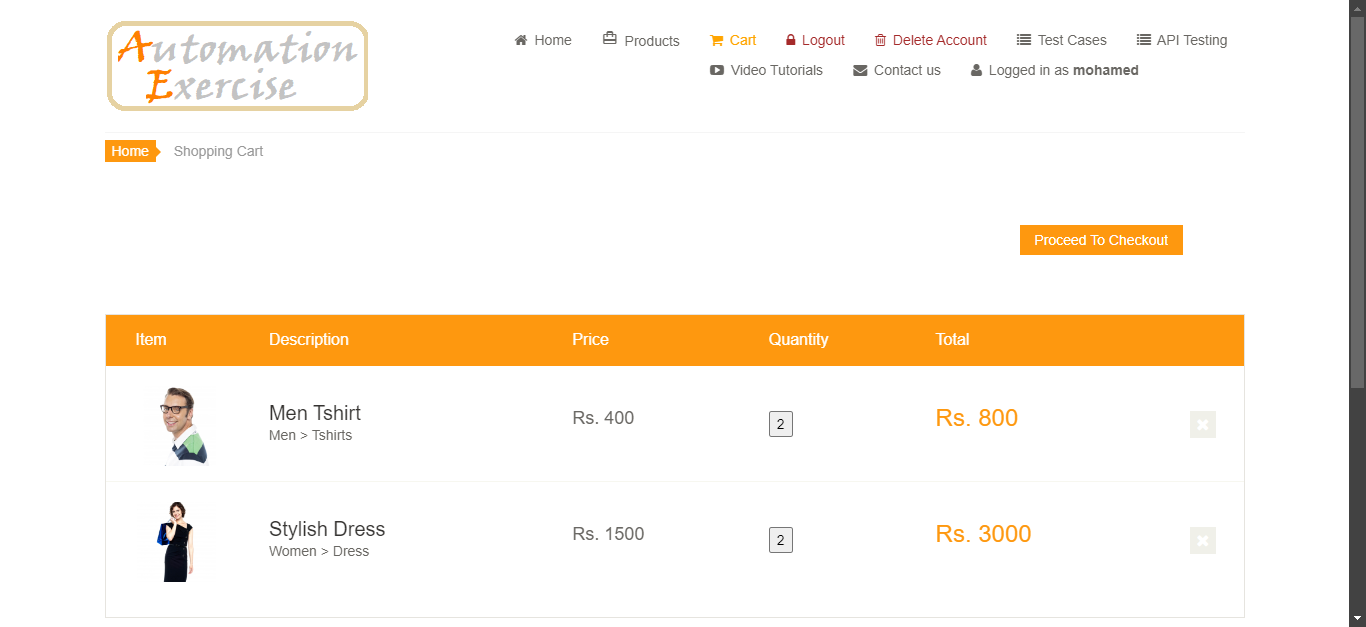 Automation
Exercise
Home Products Cart Logout Delete Account Test Cases API Testing
Video Tutorials Contact us Logged in as mohamed
Home Shopping Cart
Proceed To Checkout
Item Description Price Quantity Total
Men Tshirt Rs. 400 2 Rs. 800
Men > Tshirts
Stylish Dress Rs. 1500 2 Rs. 3000
Women > Dress